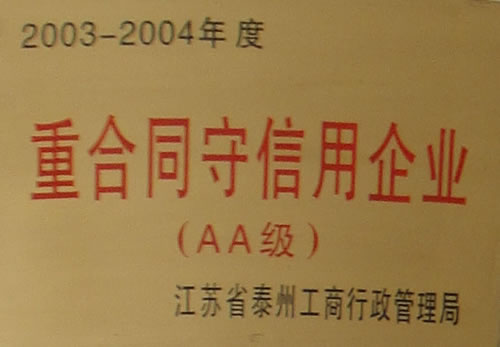 2003-2004年度
重合同守信用企业
(AA级)
江苏省泰州工商行政管理局